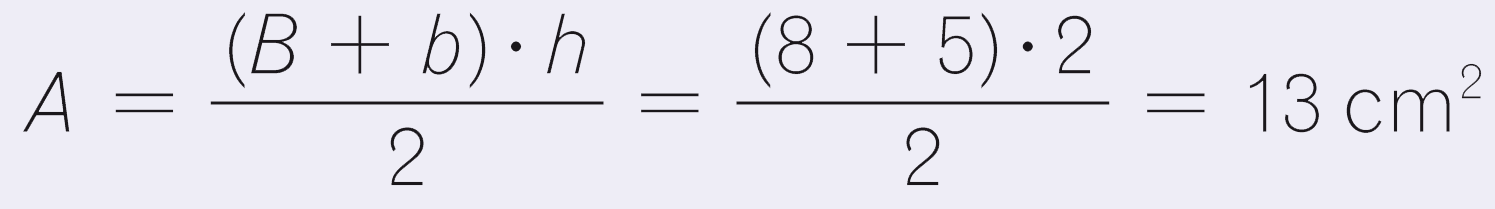 A = (B + b) · h / 2 = (8 + 5) · 2 / 2 = 13 cm²